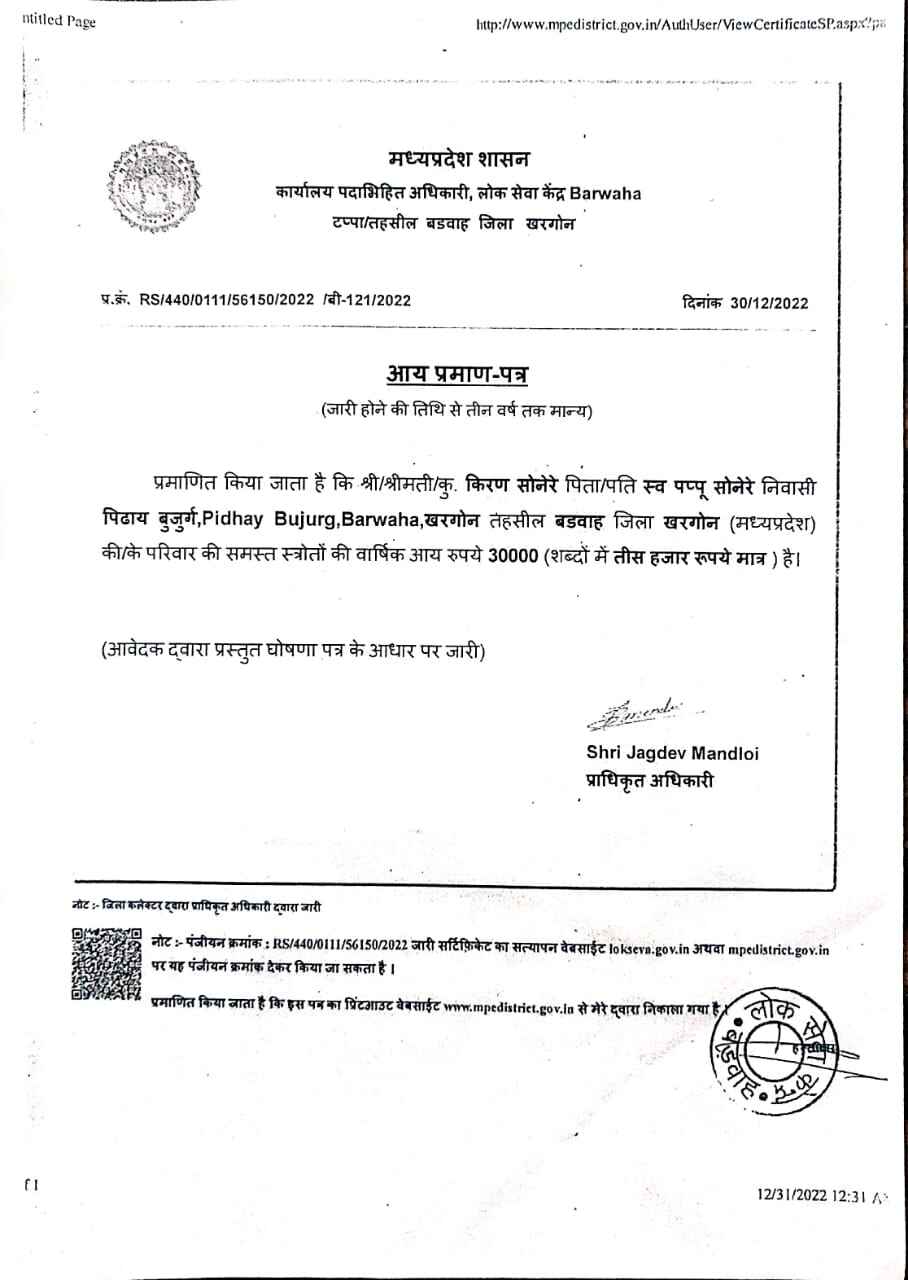 ntitled Page
http://www.mpedistrict.gov.in/AuthUser/ViewCertificateSP.aspx?pa
मध्यप्रदेश शासन
कार्यालय पदाभिहित अधिकारी, लोक सेवा केंद्र Barwaha
टप्पा/तहसील बडवाह जिला खरगोन
प्र.क्रं. RS/440/0111/56150/2022 /बी-121/2022
दिनांक 30/12/2022
आय प्रमाण-पत्र
(जारी होने की तिथि से तीन वर्ष तक मान्य)
प्रमाणित किया जाता है कि श्री/श्रीमती/कु. किरण सोनेरे पिता/पति स्व पप्पू सोनेरे निवासी
पिढाय बुजुर्ग,Pidhay Bujurg,Barwaha,खरगोन तहसील बडवाह जिला खरगोन (मध्यप्रदेश)
की/के परिवार की समस्त स्त्रोतों की वार्षिक आय रुपये 30000 (शब्दों में तीस हजार रूपये मात्र ) है।
(आवेदक द्वारा प्रस्तुत घोषणा पत्र के आधार पर जारी)
Shri Jagdev Mandloi
प्राधिकृत अधिकारी
नोट :- जिला कलेक्टर द्वारा प्राधिकृत अधिकारी द्वारा जारी
नोट :- पंजीयन क्रमांक : RS/440/0111/56150/2022 जारी सर्टिफ़िकेट का सत्यापन वेबसाईट lokseva.gov.in अथवा mpedistrict.gov.in
पर यह पंजीयन क्रमांक देकर किया जा सकता है ।
प्रमाणित किया जाता है कि इस पत्र का प्रिंटआउट वेबसाईट www.mpedistrict.gov.in से मेरे द्वारा निकाला गया है ।
लोक सेवा केन्द्र
बड़वाह
f 1
12/31/2022 12:31 A